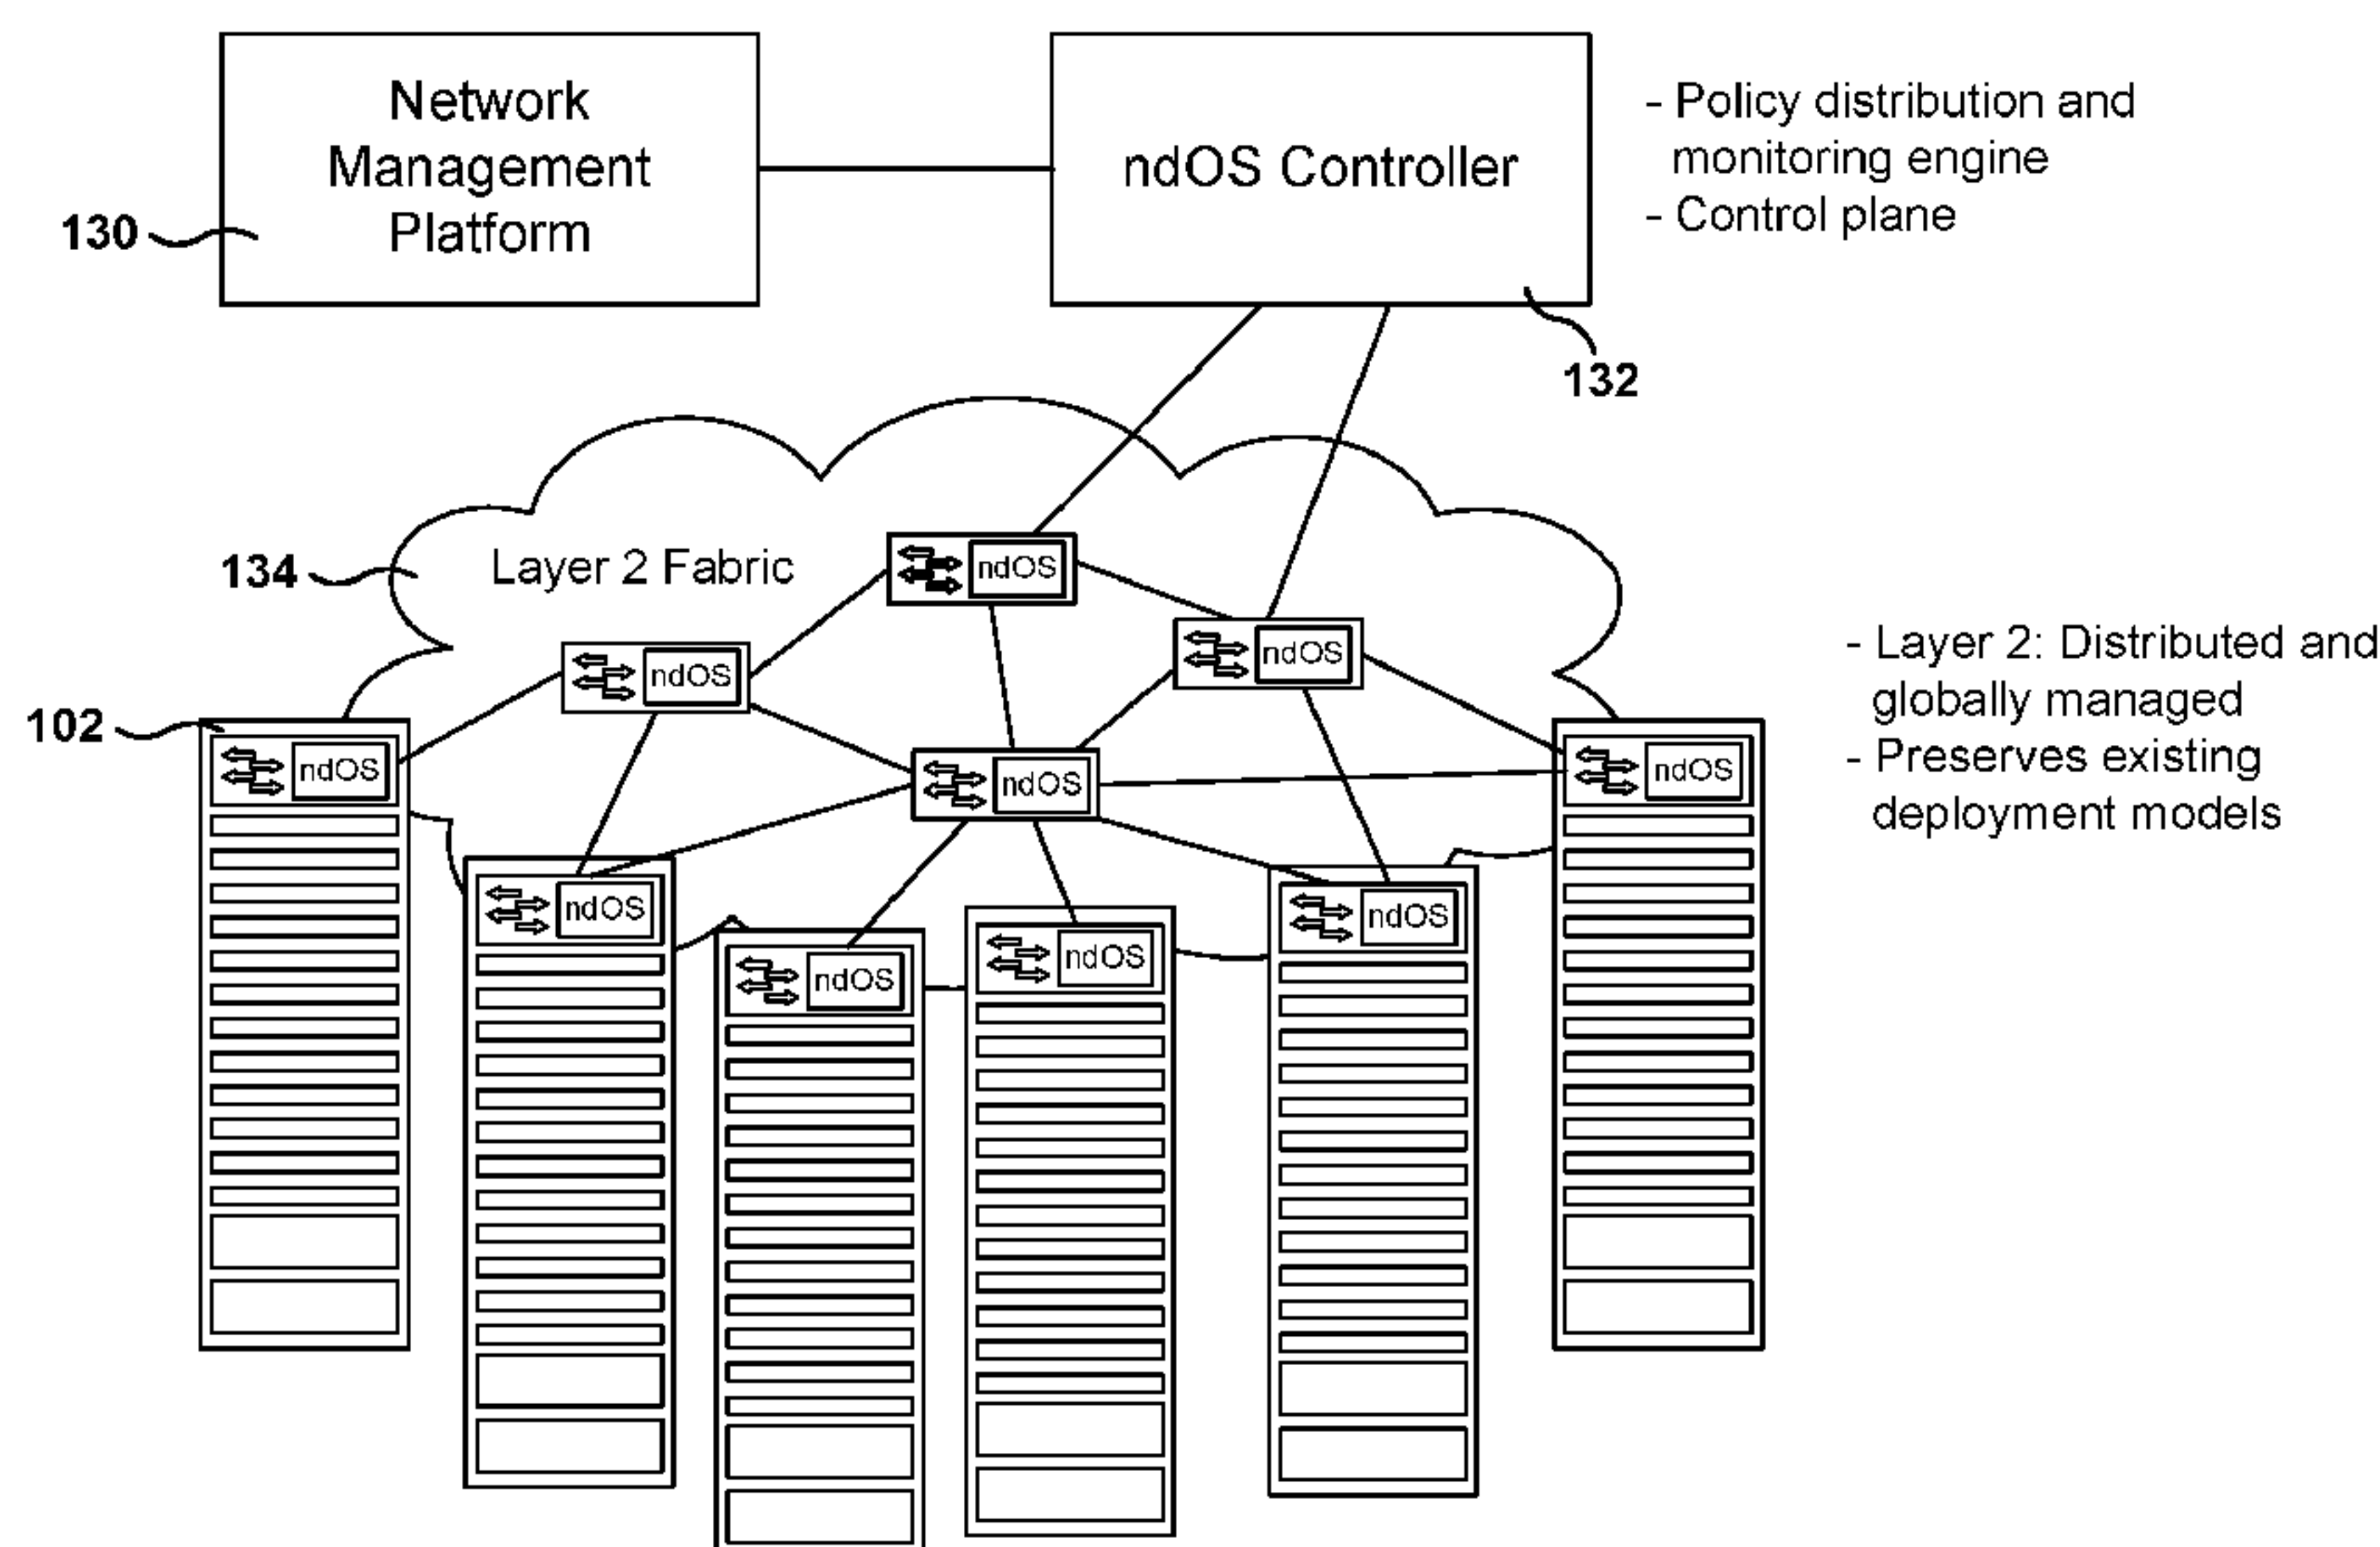 Network
Management
Platform
130
ndOS Controller
132
- Policy distribution and
monitoring engine
- Control plane
134
Layer 2 Fabric
ndOS
ndOS
ndOS
102
ndOS
ndOS
ndOS
ndOS
ndOS
ndOS
ndOS
- Layer 2: Distributed and
globally managed
- Preserves existing
deployment models